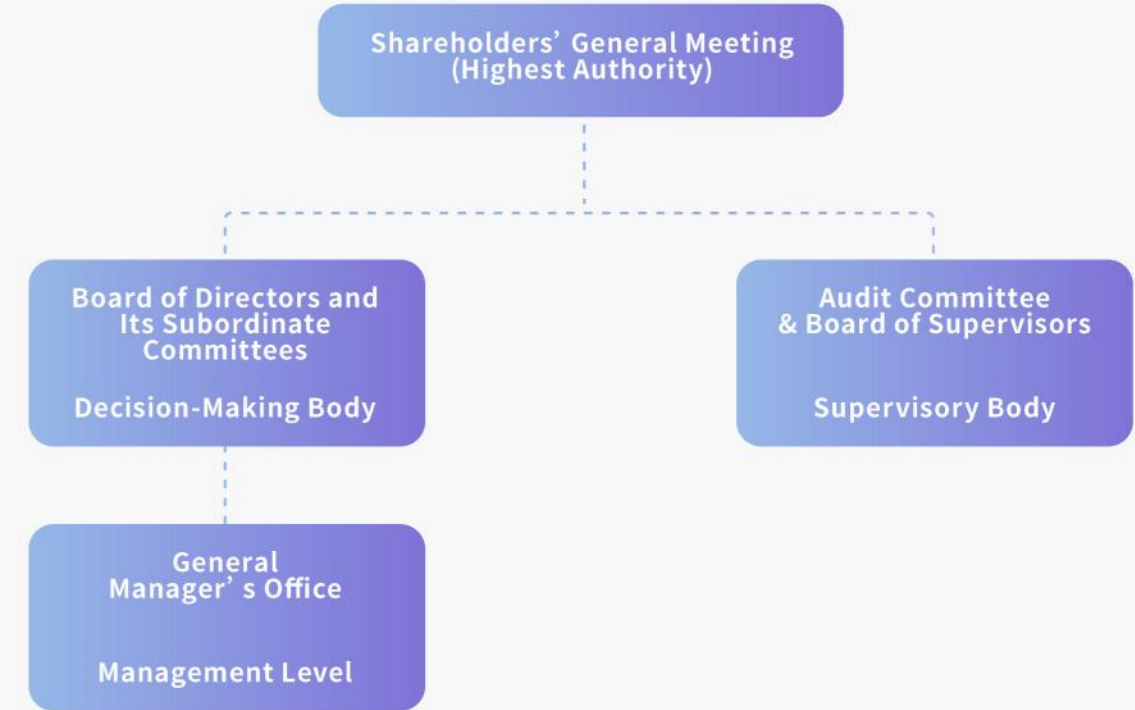 Shareholders’ General Meeting
(Highest Authority)
Board of Directors and
Its Subordinate
Committees
Decision-Making Body
Audit Committee
& Board of Supervisors
Supervisory Body
General
Manager’ s Office
Management Level